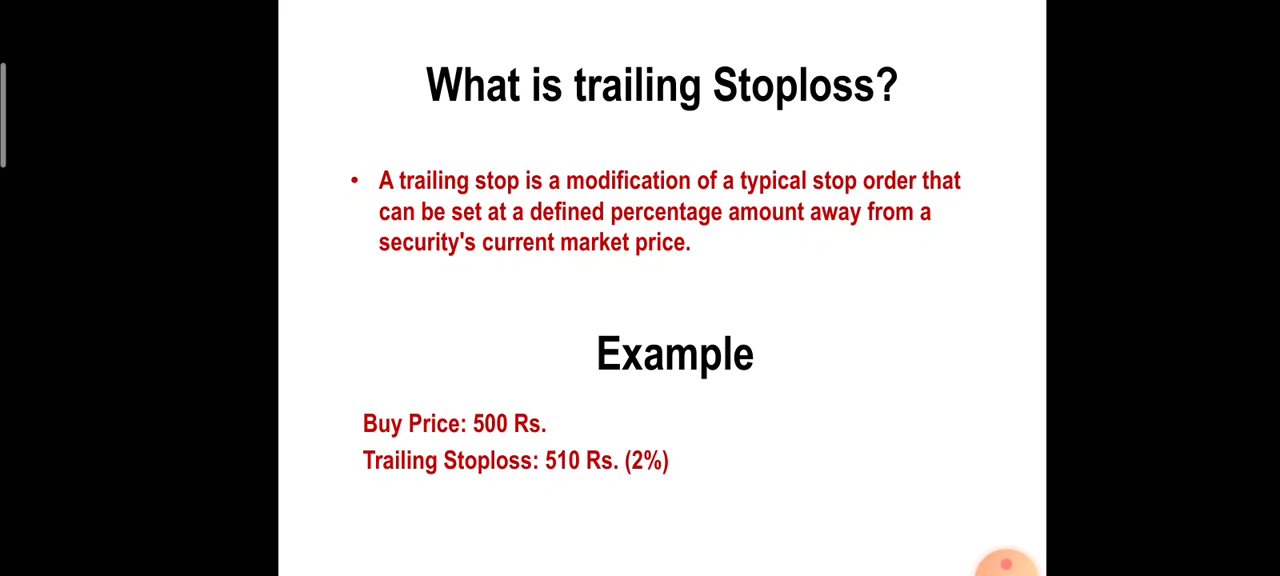 What is trailing Stoploss?
• A trailing stop is a modification of a typical stop order that
can be set at a defined percentage amount away from a
security's current market price.
Example
Buy Price: 500 Rs.
Trailing Stoploss: 510 Rs. (2%)